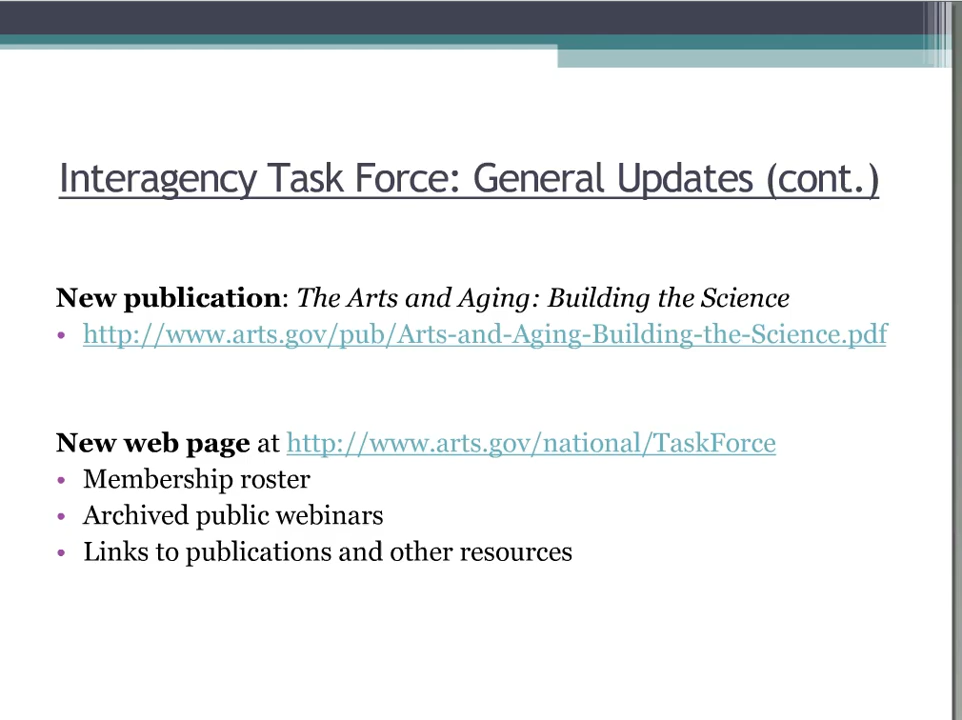 Interagency Task Force: General Updates (cont.)
New publication: The Arts and Aging: Building the Science
• http://www.arts.gov/pub/Arts-and-Aging-Building-the-Science.pdf
New web page at http://www.arts.gov/national/TaskForce
• Membership roster
• Archived public webinars
• Links to publications and other resources